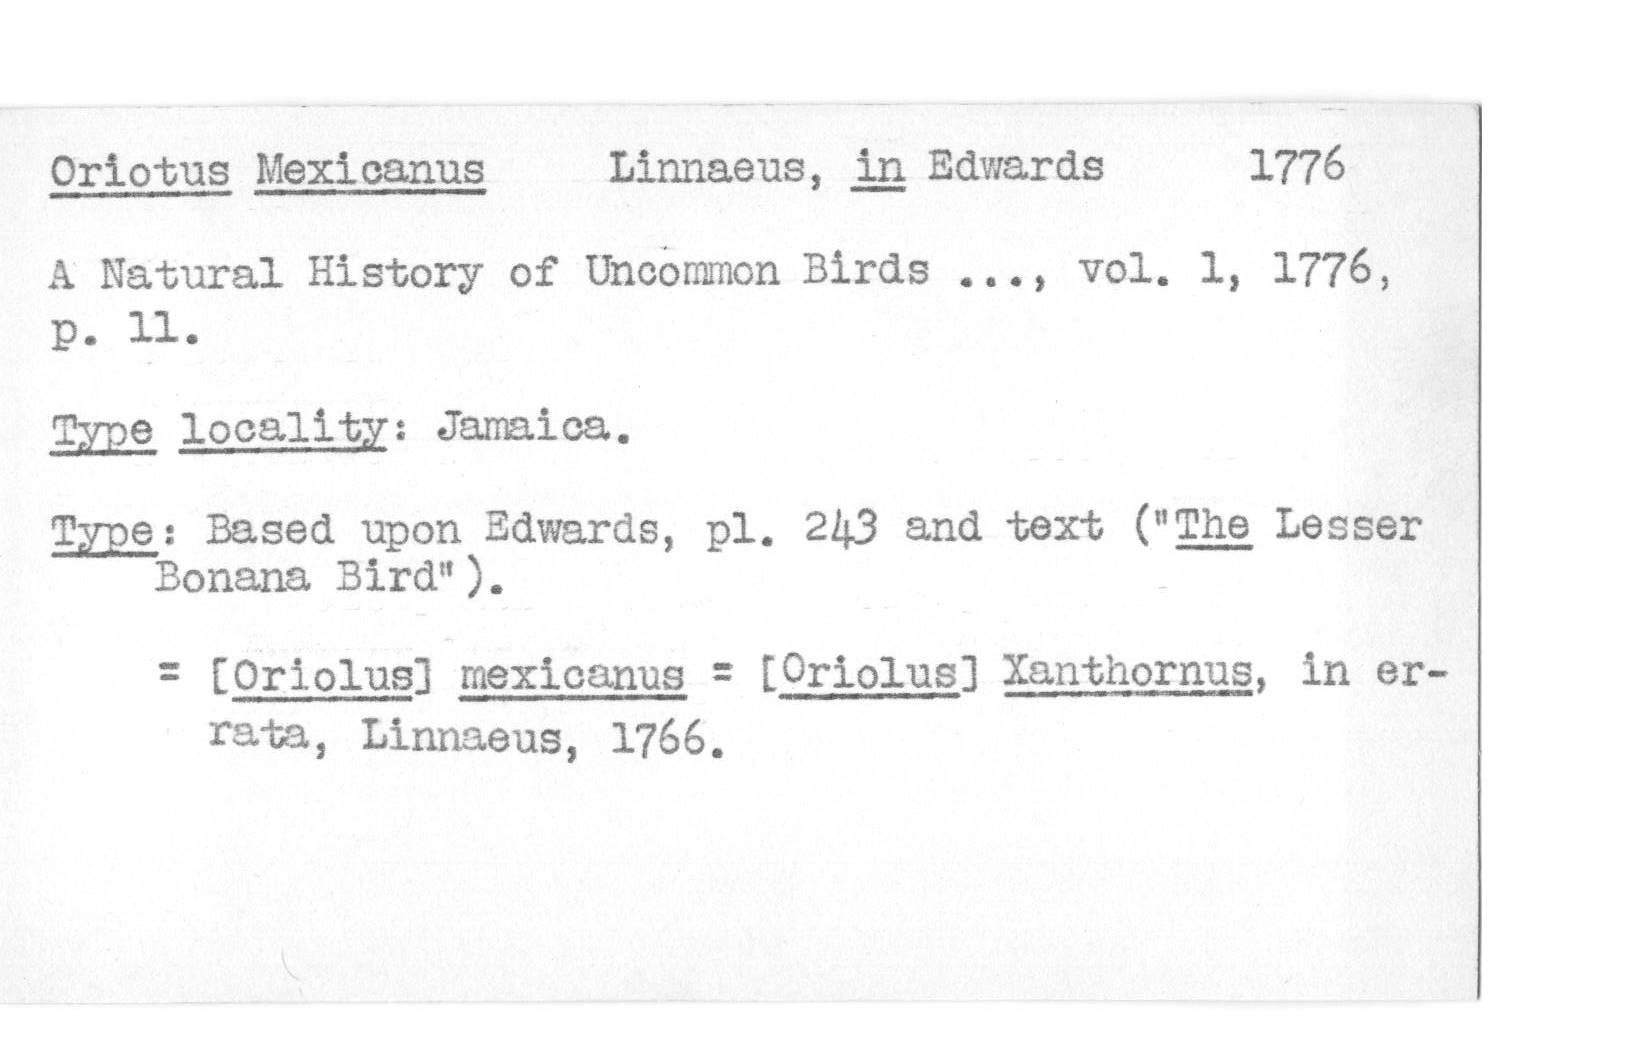 Oriotus Mexicanus Linnaeus, in Edwards 1776
A Natural History of Uncommon Birds ..., vol. 1, 1776,
p. 11.
Type locality: Jamaica.
Type: Based upon Edwards, pl. 243 and text ("The Lesser
Bonana Bird").
= [Oriolus] mexicanus = [Oriolus] Xanthornus, in er-
rata, Linnaeus, 1766.